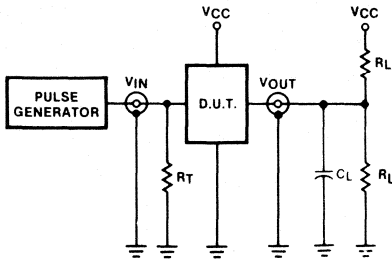 VCC
VCC
RL
PULSE
GENERATOR
VIN
D.U.T.
VOUT
RT
CL
RL